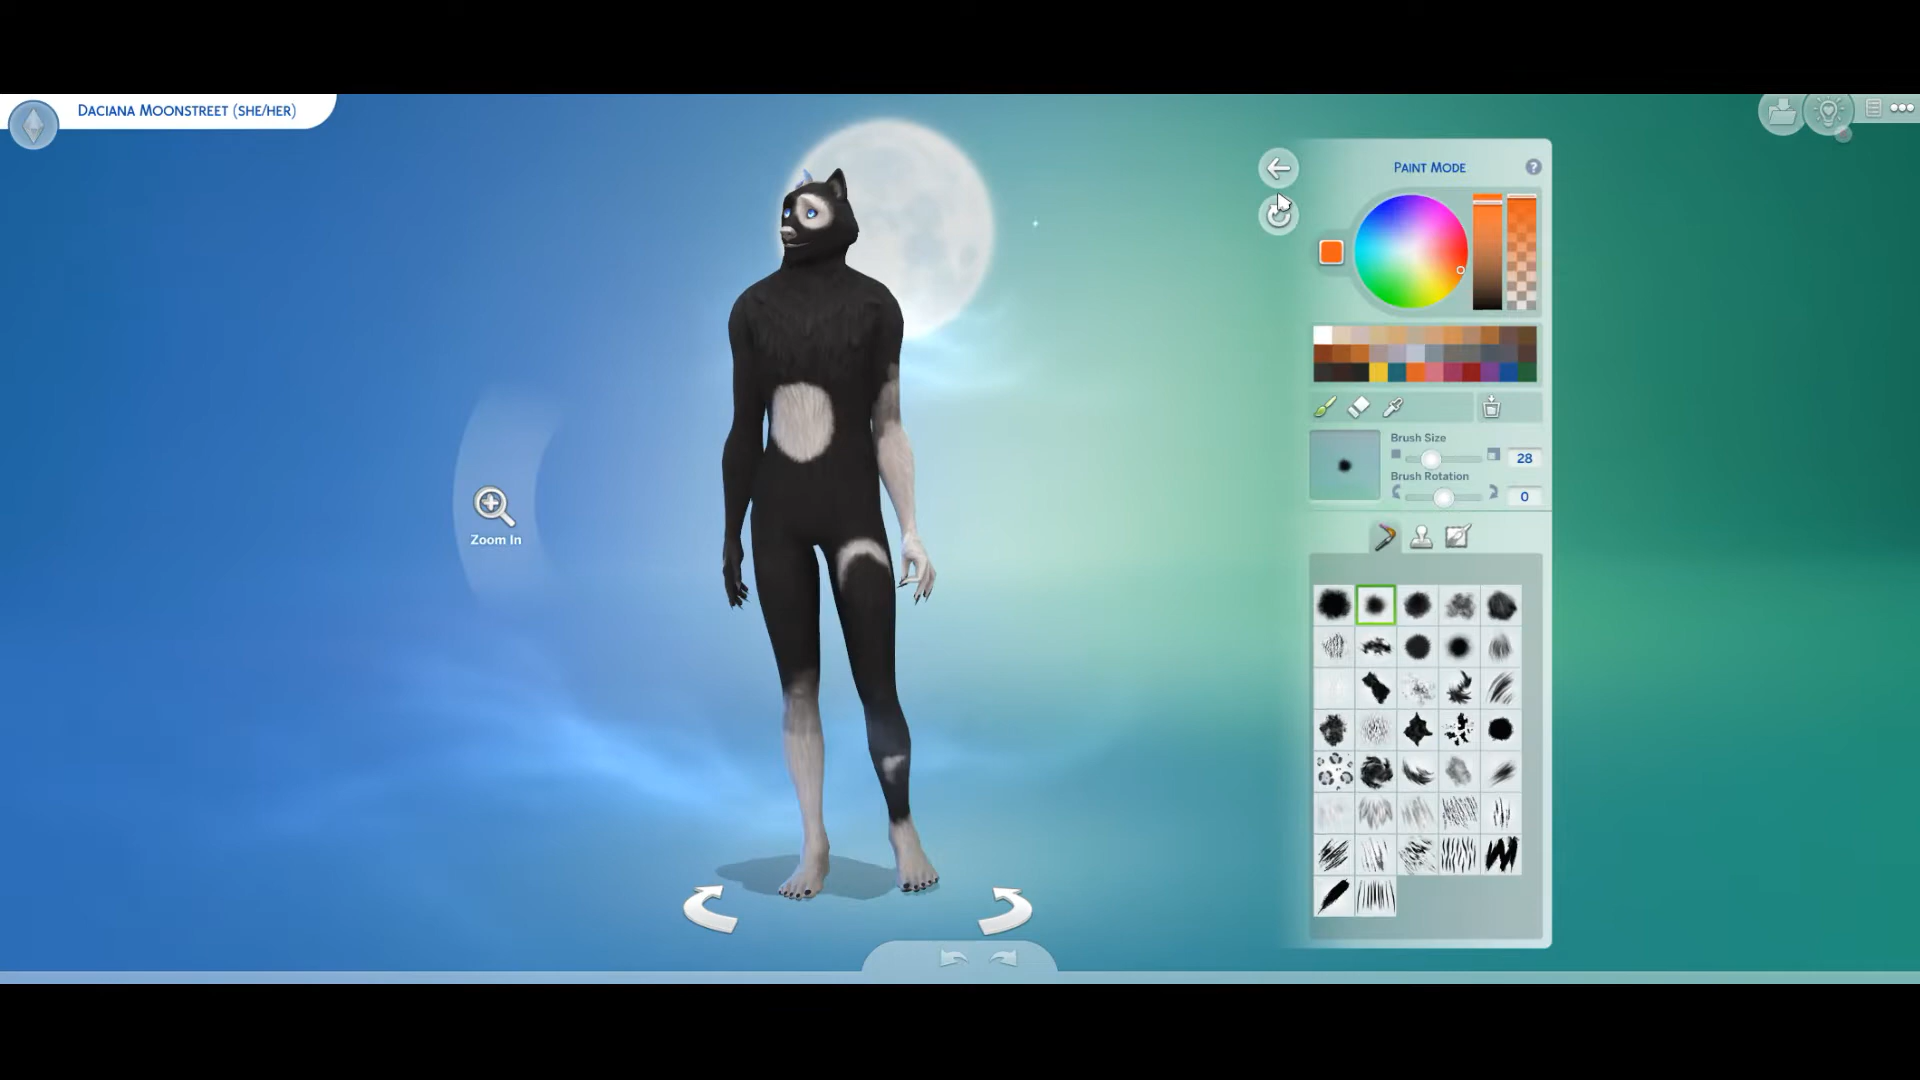 DACIANA MOONSTREET (SHE/HER)
PAINT MODE
?
Brush Size
28
Brush Rotation
0
Zoom In